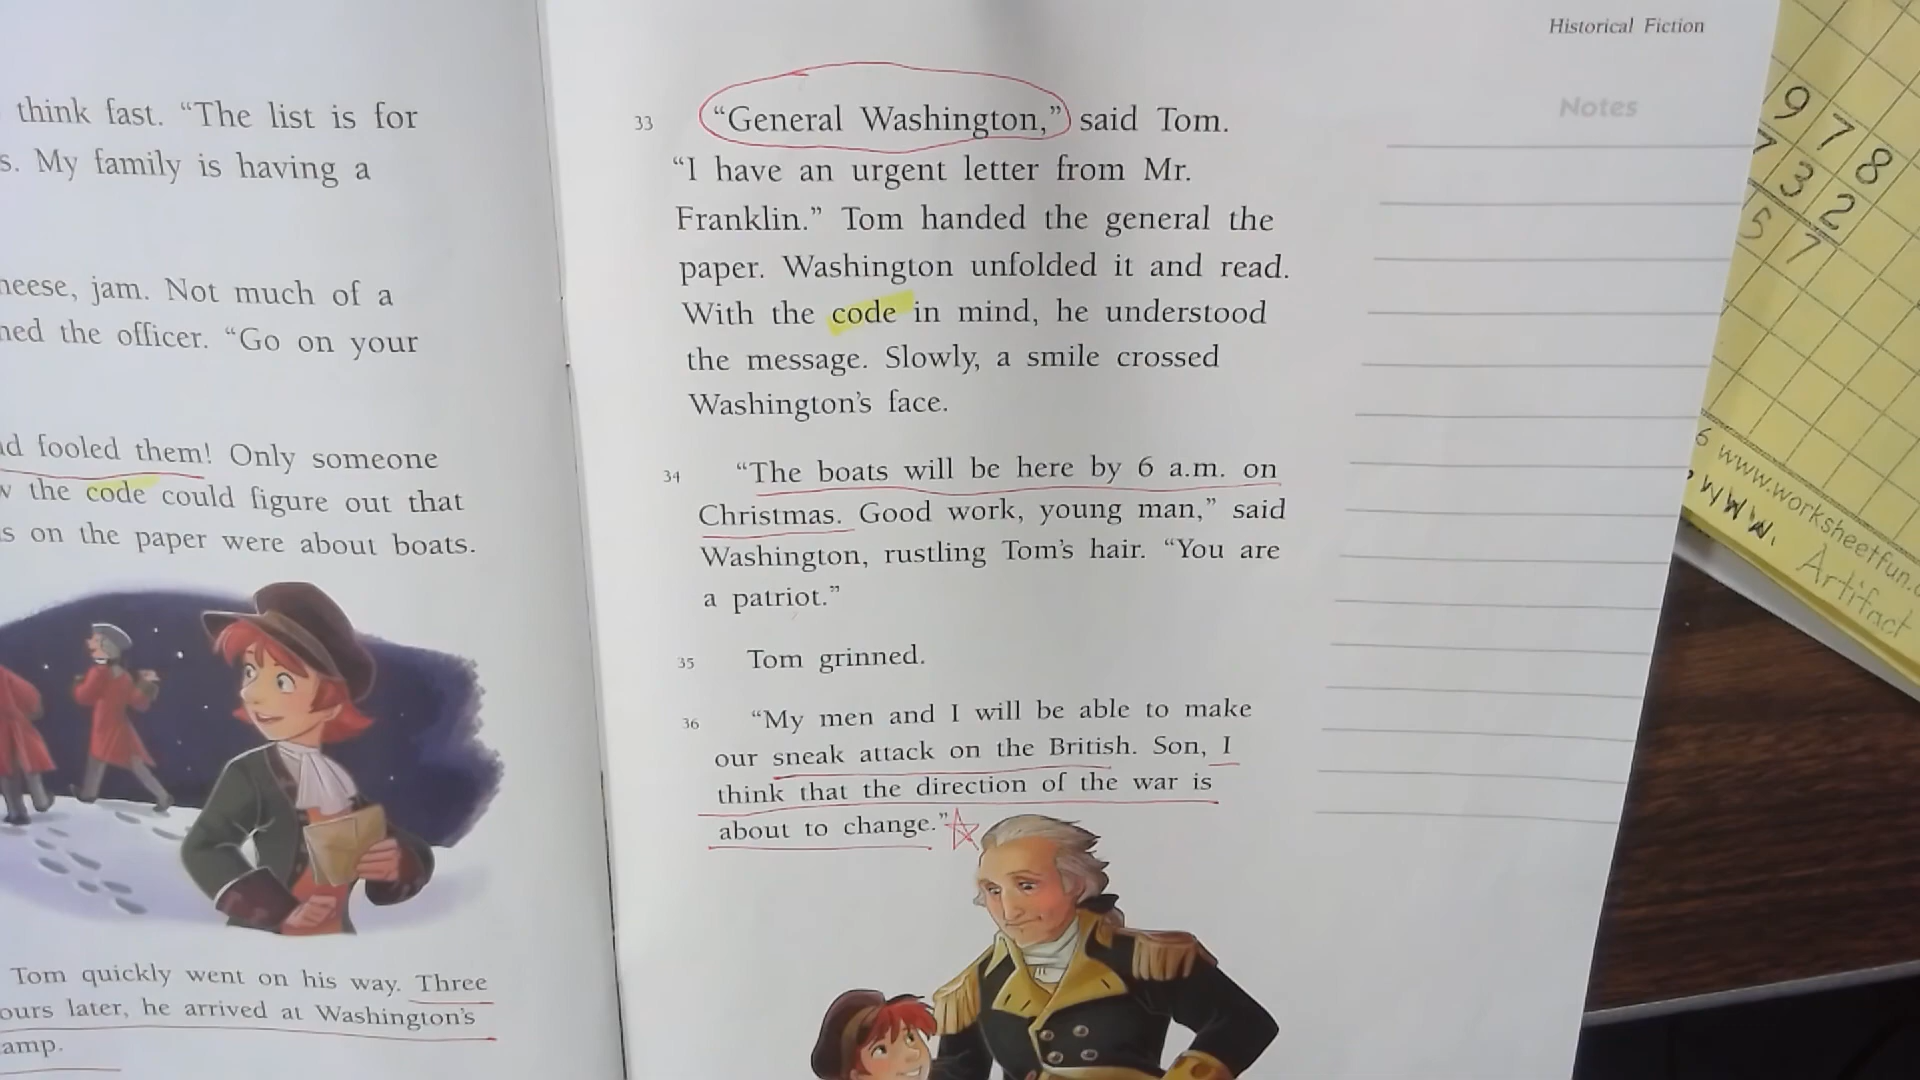 think fast. “The list is for
s. My family is having a
heese, jam. Not much of a
ned the officer. “Go on your
d fooled them! Only someone
w the code could figure out that
s on the paper were about boats.
Tom quickly went on his way. Three
ours later, he arrived at Washington’s
amp.
Historical Fiction
Notes
33 “General Washington,” said Tom.
“I have an urgent letter from Mr.
Franklin.” Tom handed the general the
paper. Washington unfolded it and read.
With the code in mind, he understood
the message. Slowly, a smile crossed
Washington’s face.
34 “The boats will be here by 6 a.m. on
Christmas. Good work, young man,” said
Washington, rustling Tom’s hair. “You are
a patriot.”
35 Tom grinned.
36 “My men and I will be able to make
our sneak attack on the British. Son, I
think that the direction of the war is
about to change.”
9 7 8
7 3 2
5 7
6 www.worksheetfun.c
www.
Artifact